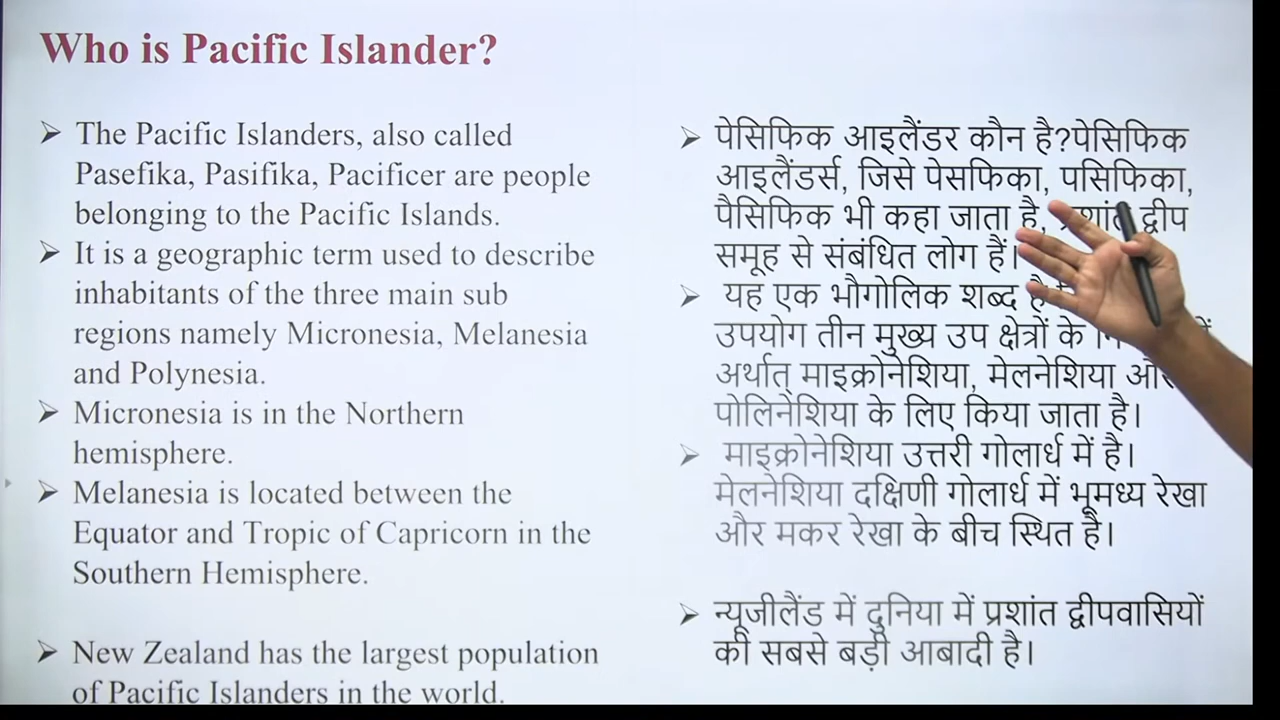 Who is Pacific Islander?
The Pacific Islanders, also called
Pasefika, Pasifika, Pacificer are people
belonging to the Pacific Islands.
It is a geographic term used to describe
inhabitants of the three main sub
regions namely Micronesia, Melanesia
and Polynesia.
Micronesia is in the Northern
hemisphere.
Melanesia is located between the
Equator and Tropic of Capricorn in the
Southern Hemisphere.
New Zealand has the largest population
of Pacific Islanders in the world.
पेसिफिक आइलैंडर कौन है?पेसिफिक
आइलैंडर्स, जिसे पेसफिका, पसिफिका,
पैसिफिक भी कहा जाता है, द्वीप
समूह से संबंधित लोग हैं।
यह एक भौगोलिक शब्द है
उपयोग तीन मुख्य उप क्षेत्रों के
अर्थात् माइक्रोनेशिया, मेलनेशिया और
पोलिनेशिया के लिए किया जाता है।
माइक्रोनेशिया उत्तरी गोलार्ध में है।
मेलनेशिया दक्षिणी गोलार्ध में भूमध्य रेखा
और मकर रेखा के बीच स्थित है।
न्यूजीलैंड में दुनिया में प्रशांत द्वीपवासियों
की सबसे बड़ी आबादी है।